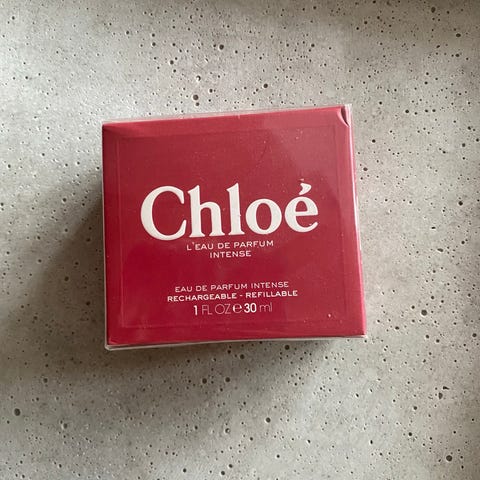 Chloé
L'EAU DE PARFUM
INTENSE
EAU DE PARFUM INTENSE
RECHARGEABLE - REFILLABLE
1 FL OZ ℮ 30 ml